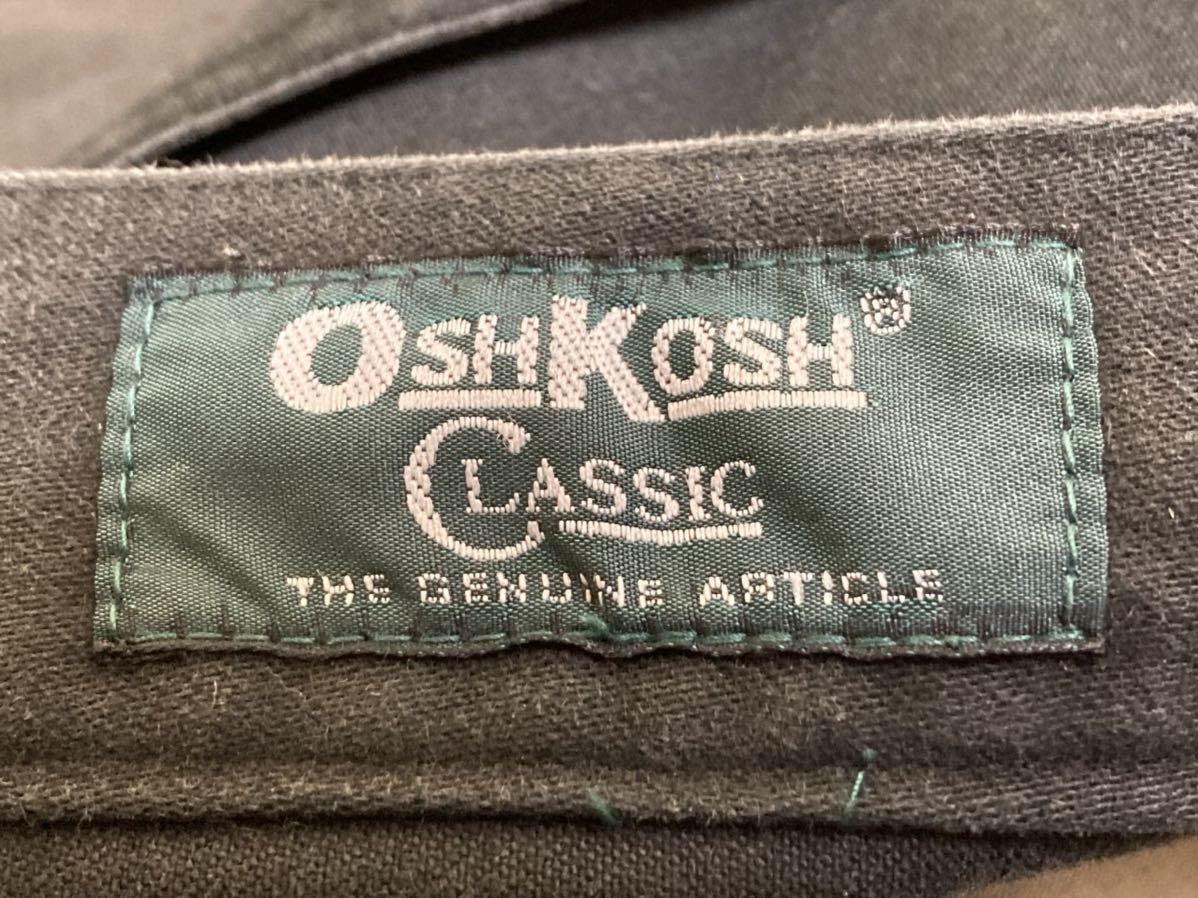 OSHKOSH®
CLASSIC
THE GENUINE ARTICLE